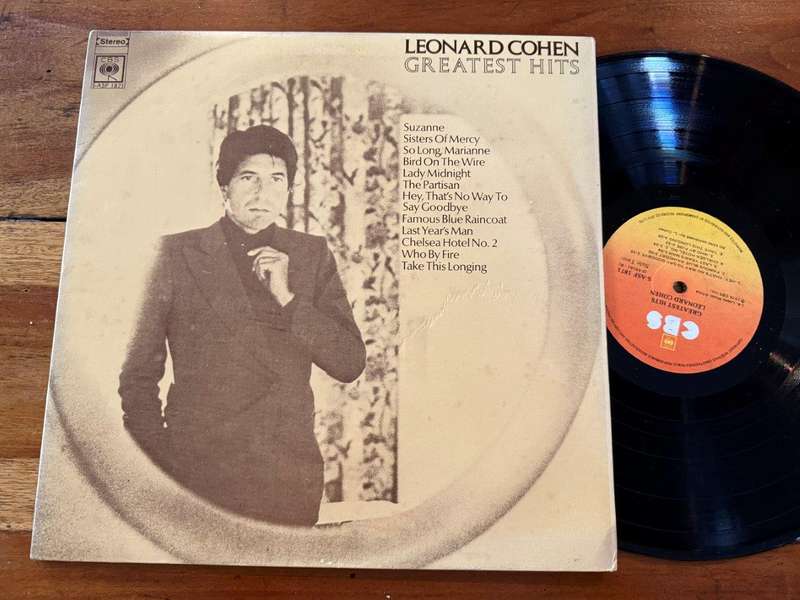 Stereo
CBS
ASF 1871
LEONARD COHEN
GREATEST HITS
Suzanne
Sisters Of Mercy
So Long, Marianne
Bird On The Wire
Lady Midnight
The Partisan
Hey, That's No Way To
Say Goodbye
Famous Blue Raincoat
Last Year's Man
Chelsea Hotel No. 2
Who By Fire
Take This Longing
CBS
GREATEST HITS
LEONARD COHEN
Side Two